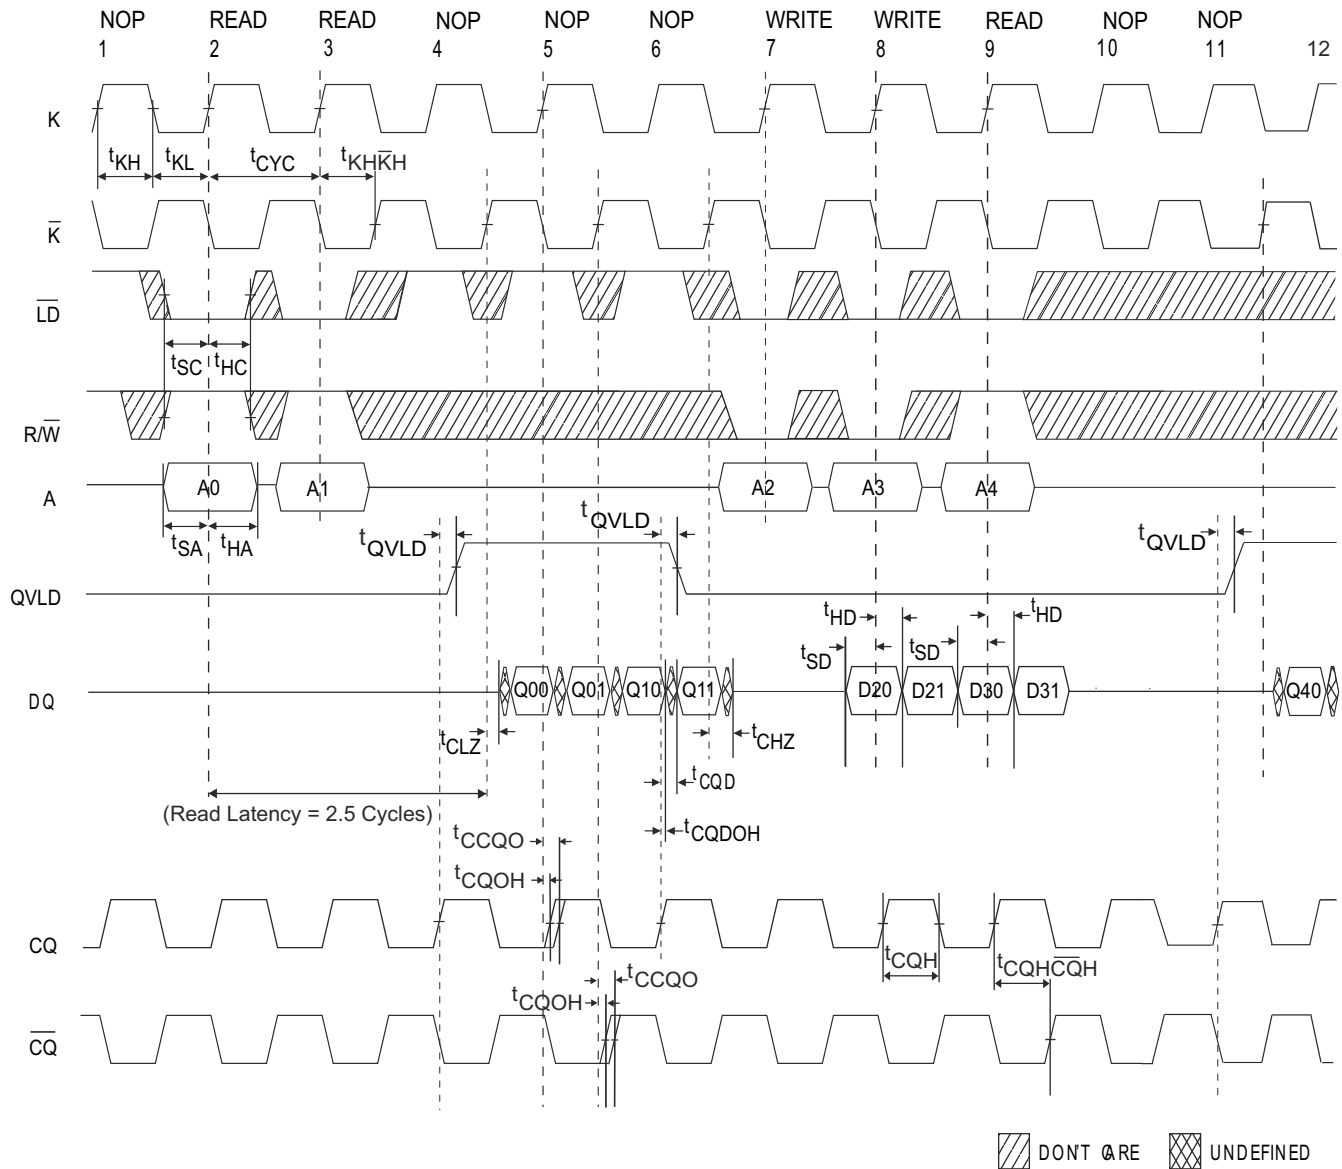 NOP READ READ NOP NOP NOP WRITE WRITE READ NOP NOP
1 2 3 4 5 6 7 8 9 10 11 12
K
tKH tKL tCYC tKHK̅H
K̅
L̅D̅
tSC tHC
R/W̅
A A0 A1 A2 A3 A4
tSA tHA tQVLD tQVLD tQVLD
QVLD
tHD tHD
tSD tSD
DQ Q00 Q01 Q10 Q11 D20 D21 D30 D31 Q40
tCLZ tCHZ
tCQD
(Read Latency = 2.5 Cycles)
tCQDOH
tCCQO
tCQOH
CQ
tCQH tCQHC̅Q̅H
tCCQO
tCQOH
C̅Q̅
DON'T CARE UNDEFINED